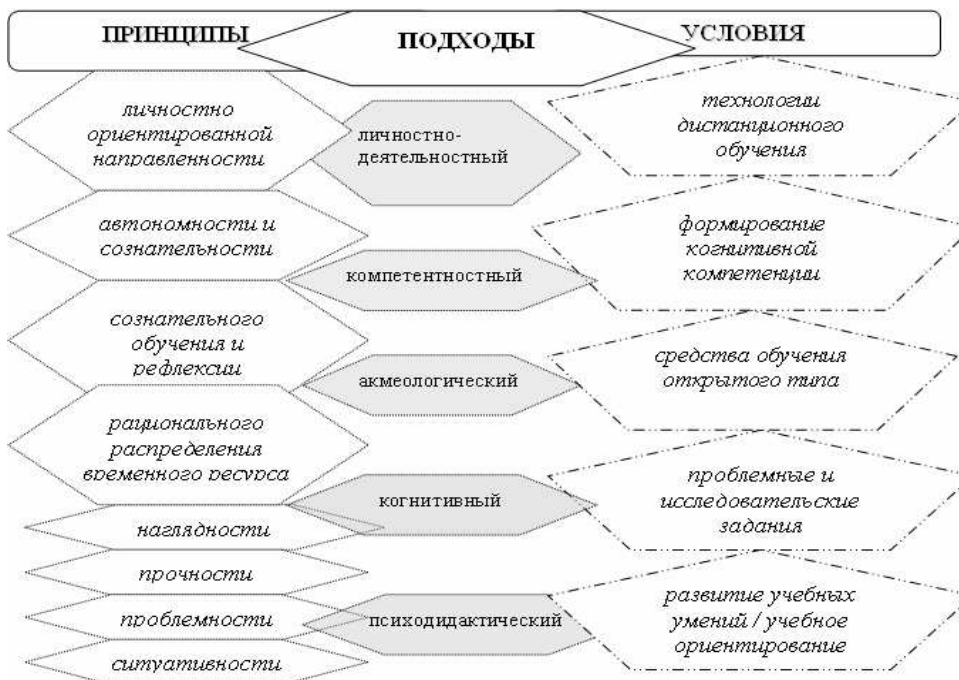 ПРИНЦИПЫ
ПОДХОДЫ
УСЛОВИЯ
личностно
ориентированной
направленности
автономности и
сознательности
сознательного
обучения и
рефлексии
рационального
распределения
временного ресурса
наглядности
прочности
проблемности
ситуативности
личностно-
деятельностный
компетентностный
акмеологический
когнитивный
психодидактический
технологии
дистанционного
обучения
формирование
когнитивной
компетенции
средства обучения
открытого типа
проблемные и
исследовательские
задания
развитие учебных
умений / учебное
ориентирование